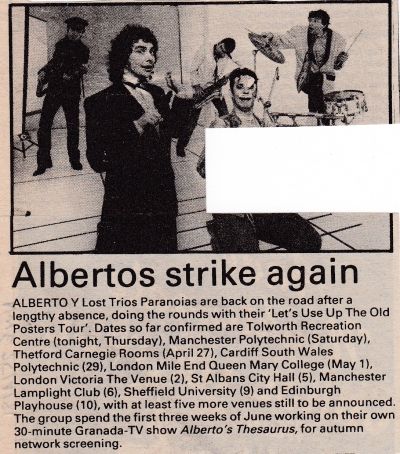 Albertos strike again
ALBERTO Y Lost Trios Paranoias are back on the road after a
lengthy absence, doing the rounds with their 'Let's Use Up The Old
Posters Tour'. Dates so far confirmed are Tolworth Recreation
Centre (tonight, Thursday), Manchester Polytechnic (Saturday),
Thetford Carnegie Rooms (April 27), Cardiff South Wales
Polytechnic (29), London Mile End Queen Mary College (May 1),
London Victoria The Venue (2), St Albans City Hall (5), Manchester
Lamplight Club (6), Sheffield University (9) and Edinburgh
Playhouse (10), with at least five more venues still to be announced.
The group spend the first three weeks of June working on their own
30-minute Granada-TV show Alberto's Thesaurus, for autumn
network screening.